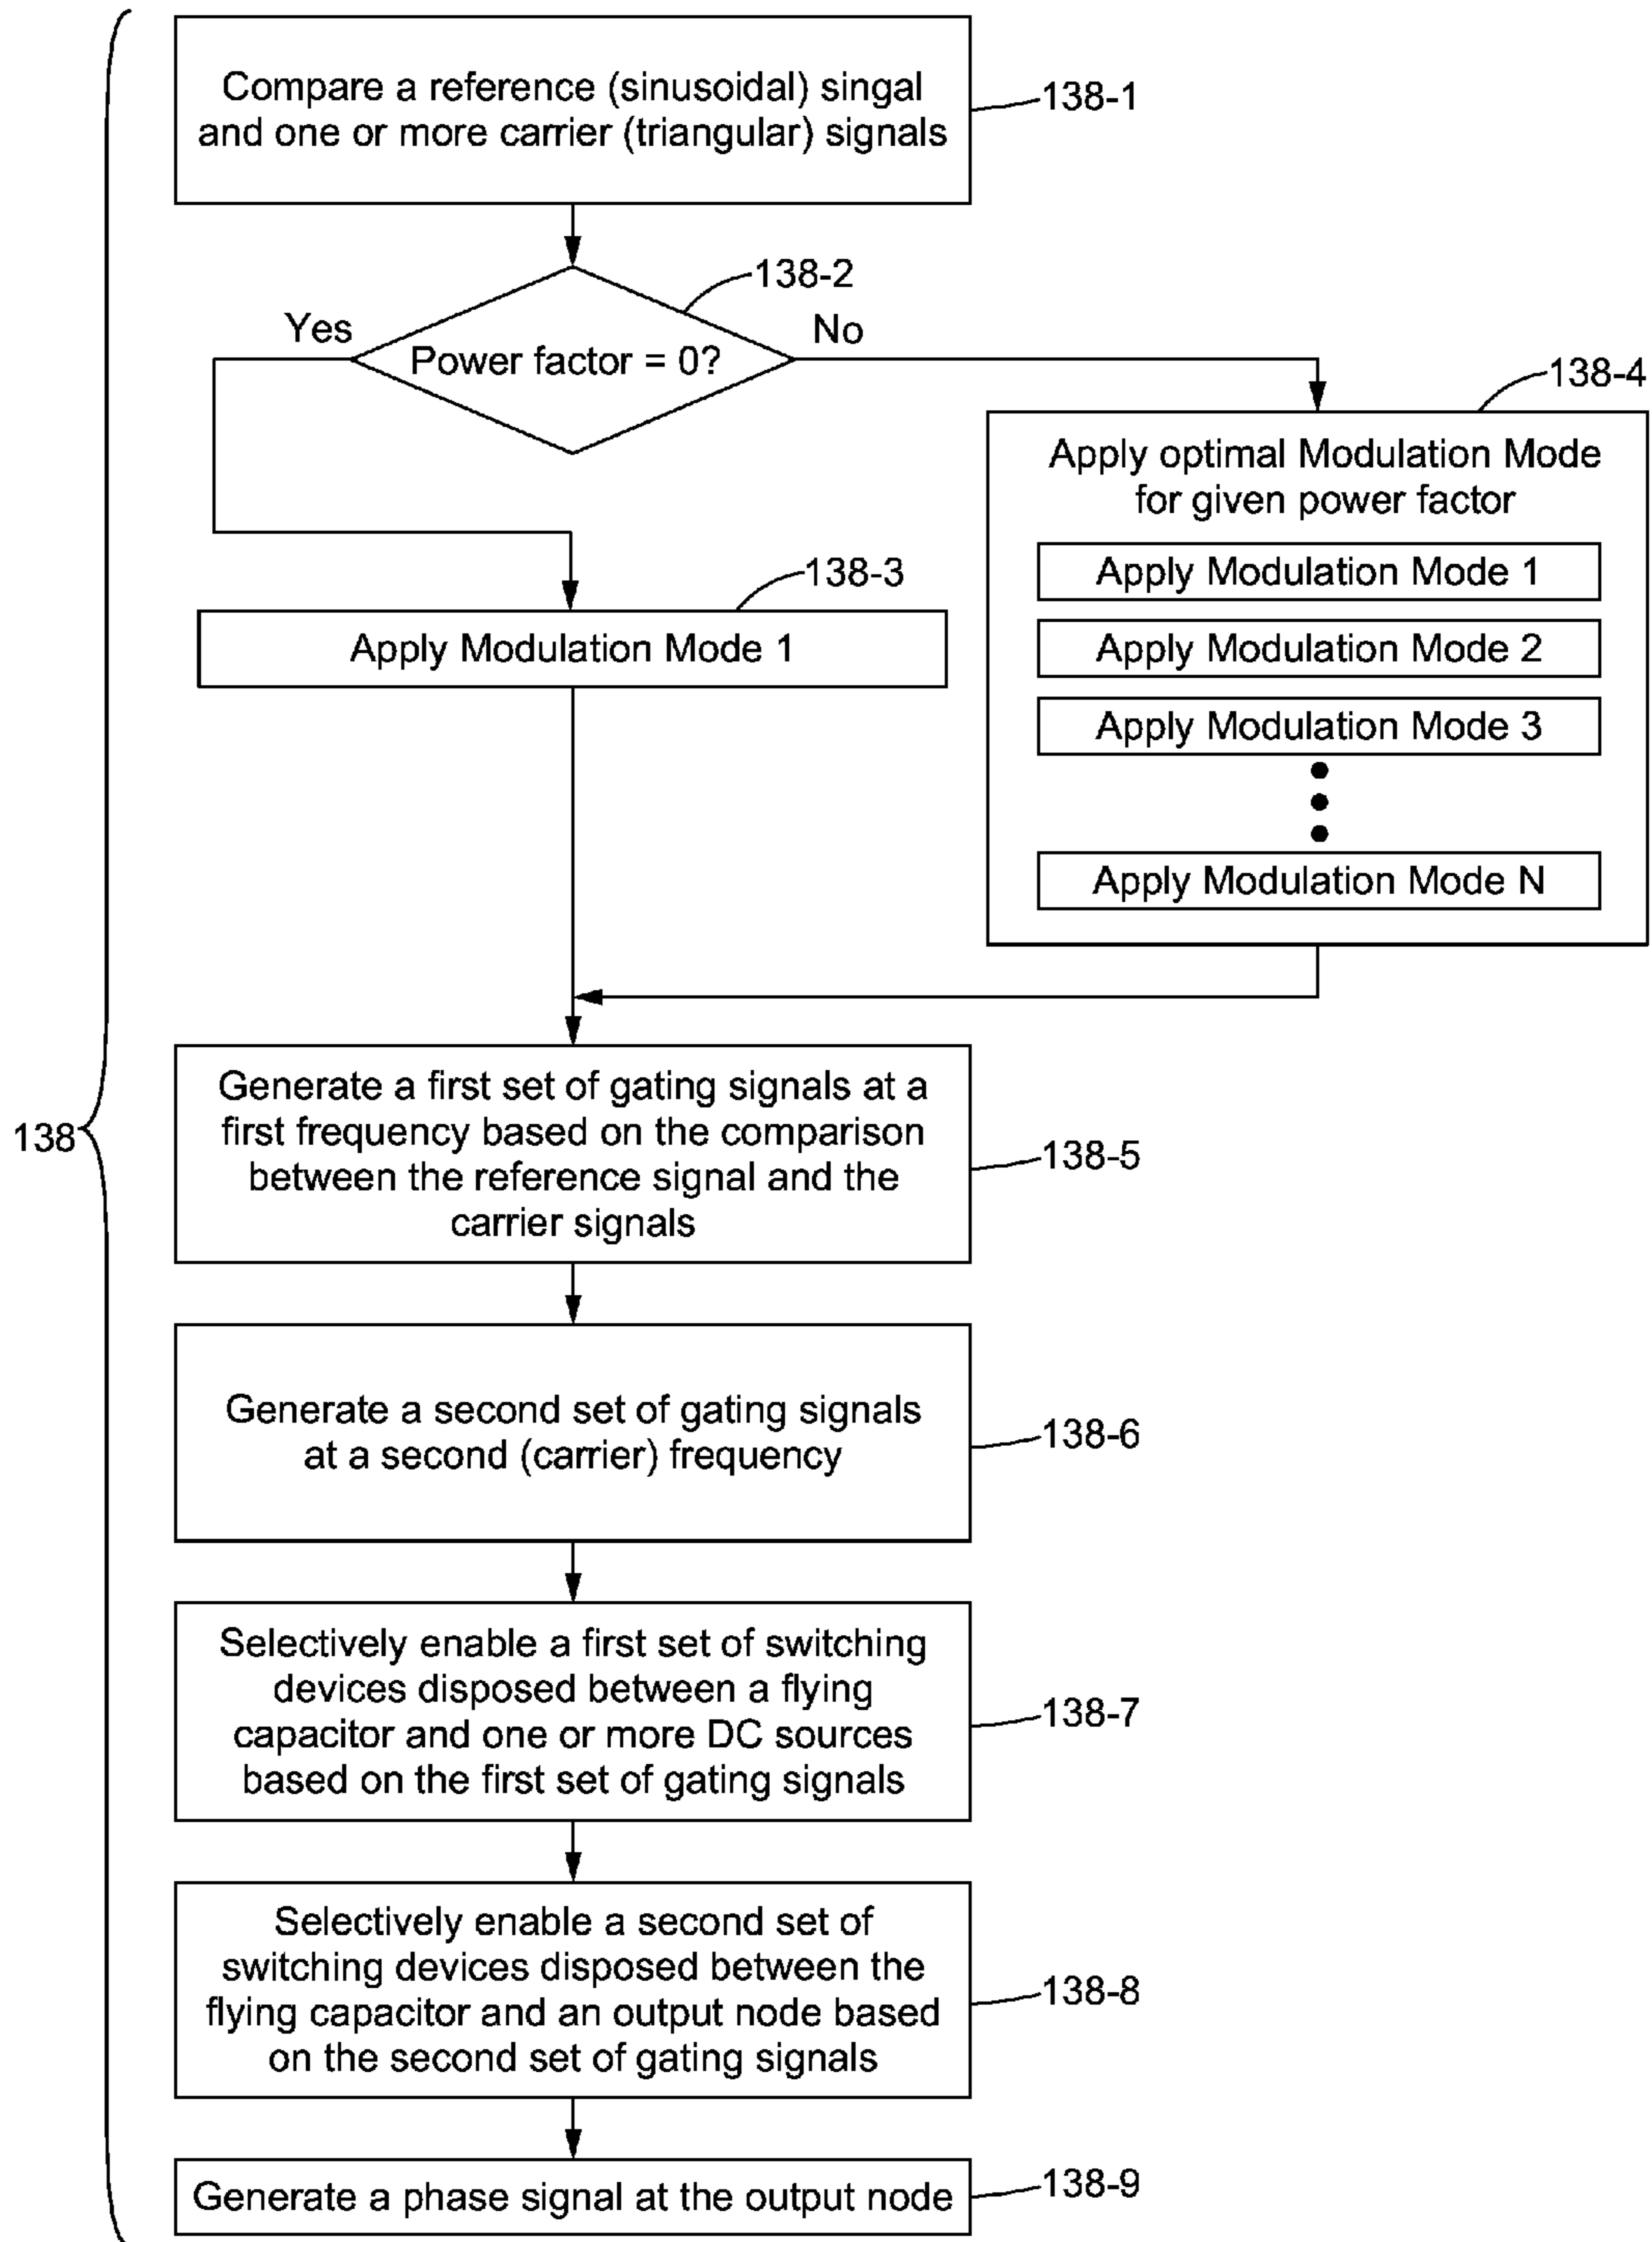 Compare a reference (sinusoidal) singal
and one or more carrier (triangular) signals
138-1
138-2
Yes
No
Power factor = 0?
138-4
Apply optimal Modulation Mode
for given power factor
Apply Modulation Mode 1
Apply Modulation Mode 2
Apply Modulation Mode 3
Apply Modulation Mode N
138-3
Apply Modulation Mode 1
138
Generate a first set of gating signals at a
first frequency based on the comparison
between the reference signal and the
carrier signals
138-5
Generate a second set of gating signals
at a second (carrier) frequency
138-6
Selectively enable a first set of switching
devices disposed between a flying
capacitor and one or more DC sources
based on the first set of gating signals
138-7
Selectively enable a second set of
switching devices disposed between the
flying capacitor and an output node based
on the second set of gating signals
138-8
Generate a phase signal at the output node
138-9